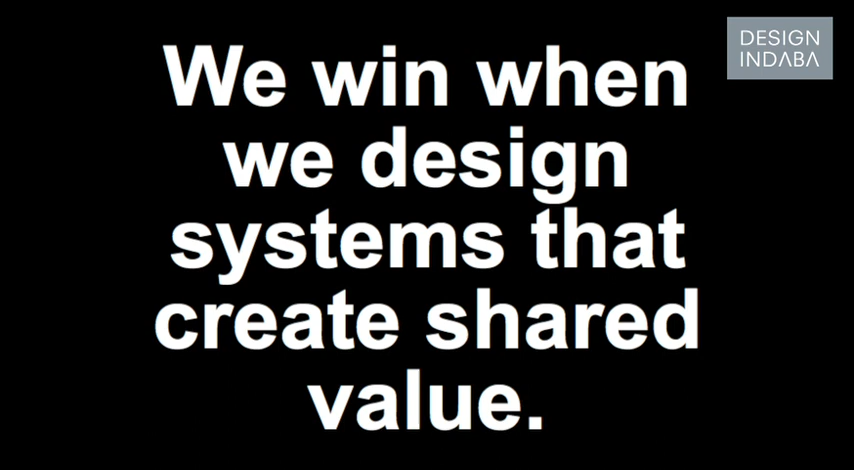 We win when
we design
systems that
create shared
value.
DESIGN
INDABA